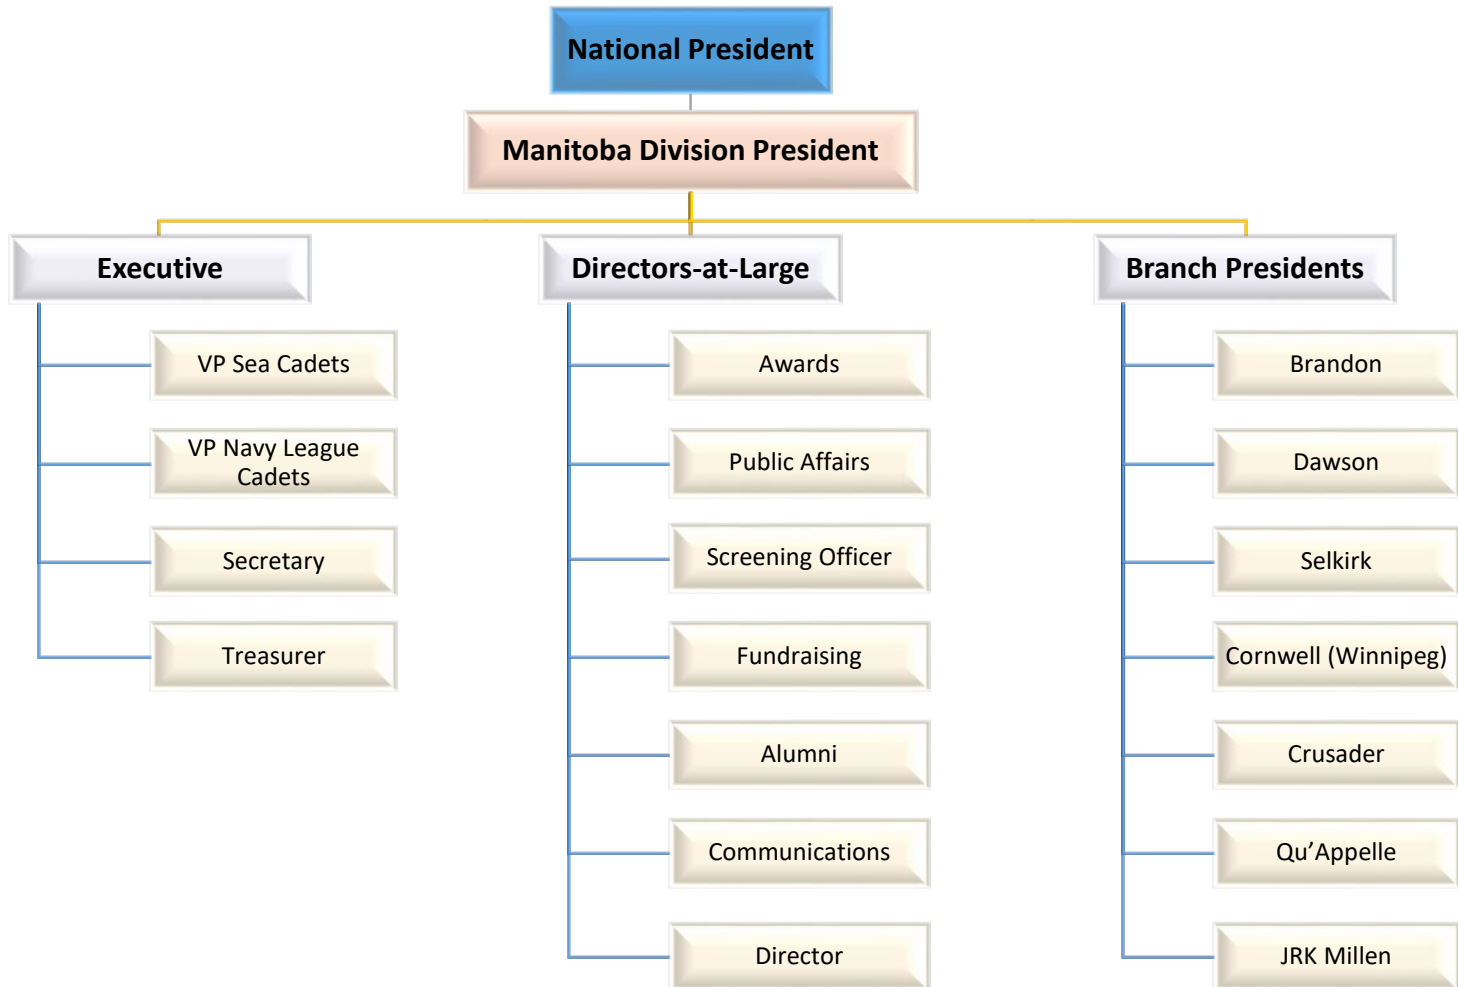 National President
Manitoba Division President
Executive
VP Sea Cadets
VP Navy League
Cadets
Secretary
Treasurer
Directors-at-Large
Awards
Public Affairs
Screening Officer
Fundraising
Alumni
Communications
Director
Branch Presidents
Brandon
Dawson
Selkirk
Cornwell (Winnipeg)
Crusader
Qu’Appelle
JRK Millen